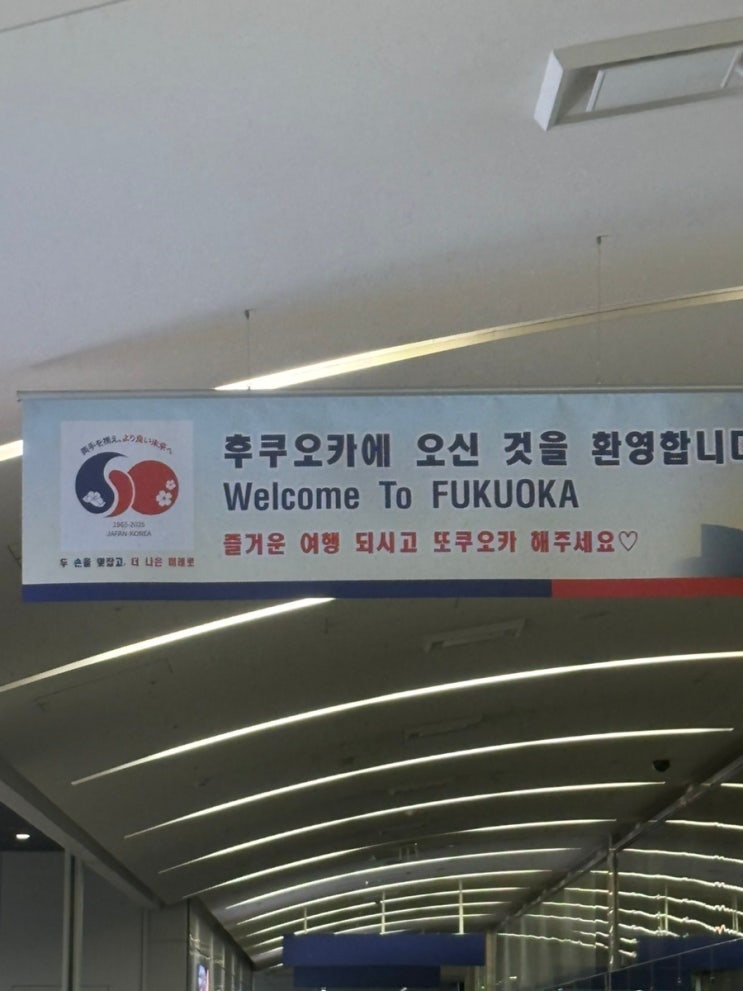 両手を携え、より良い未来へ
1965-2025
JAPAN-KOREA
두 손을 맞잡고, 더 나은 미래로
후쿠오카에 오신 것을 환영합니다
Welcome To FUKUOKA
즐거운 여행 되시고 또쿠오카 해주세요♡